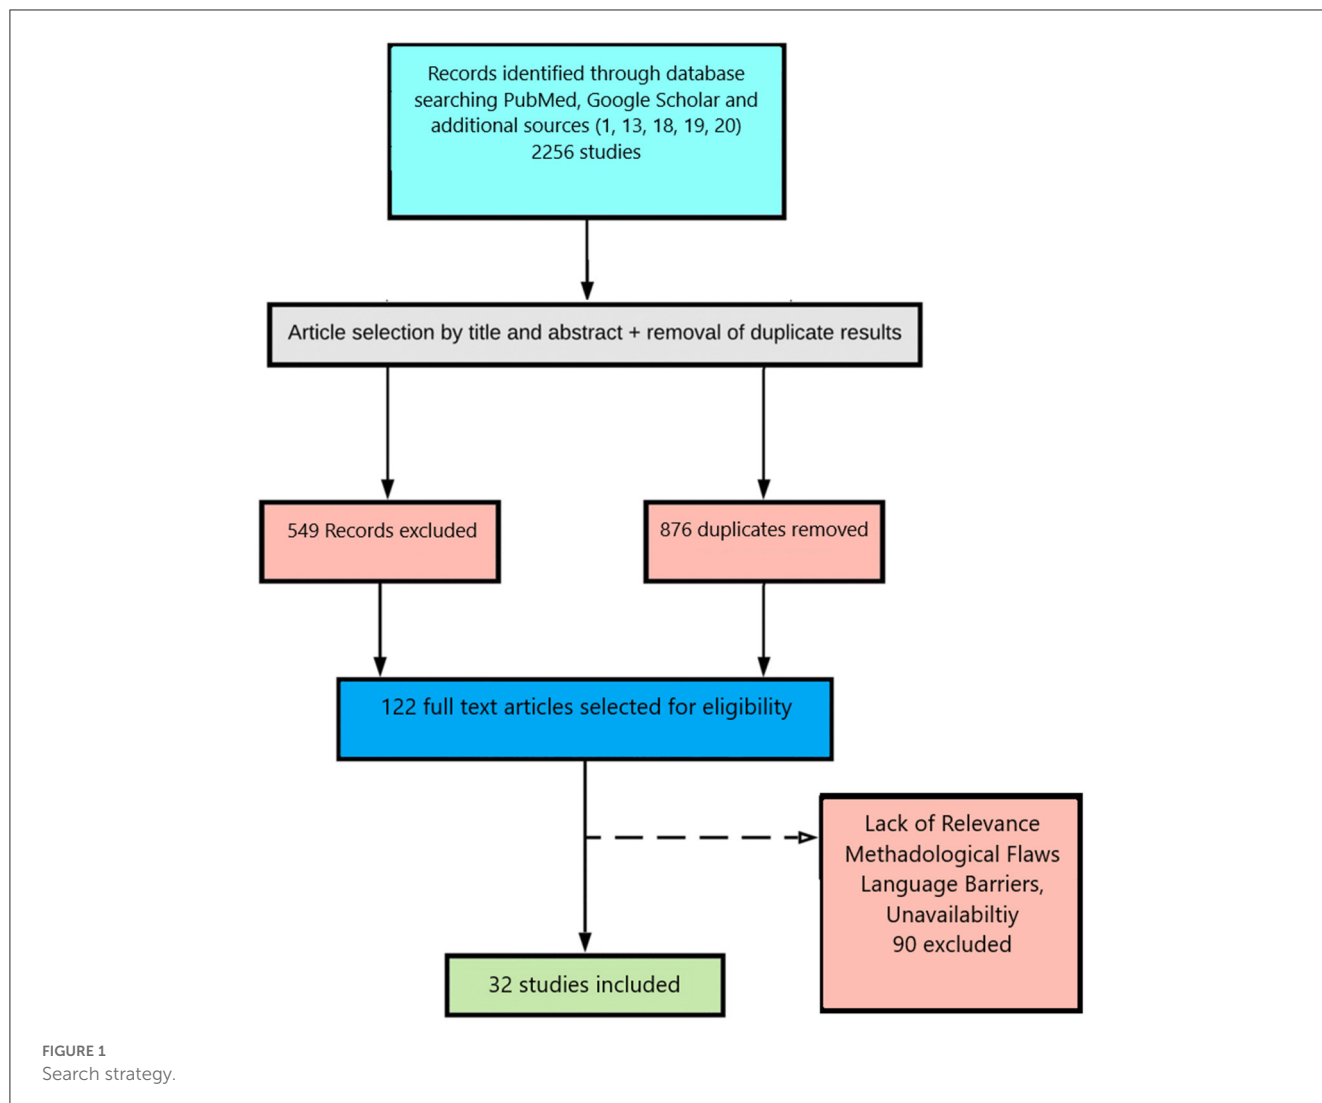 Records identified through database
searching PubMed, Google Scholar and
additional sources (1, 13, 18, 19, 20)
2256 studies
Article selection by title and abstract + removal of duplicate results
549 Records excluded
876 duplicates removed
122 full text articles selected for eligibility
Lack of Relevance
Methadological Flaws
Language Barriers,
Unavailabiltiy
90 excluded
32 studies included
FIGURE 1
Search strategy.